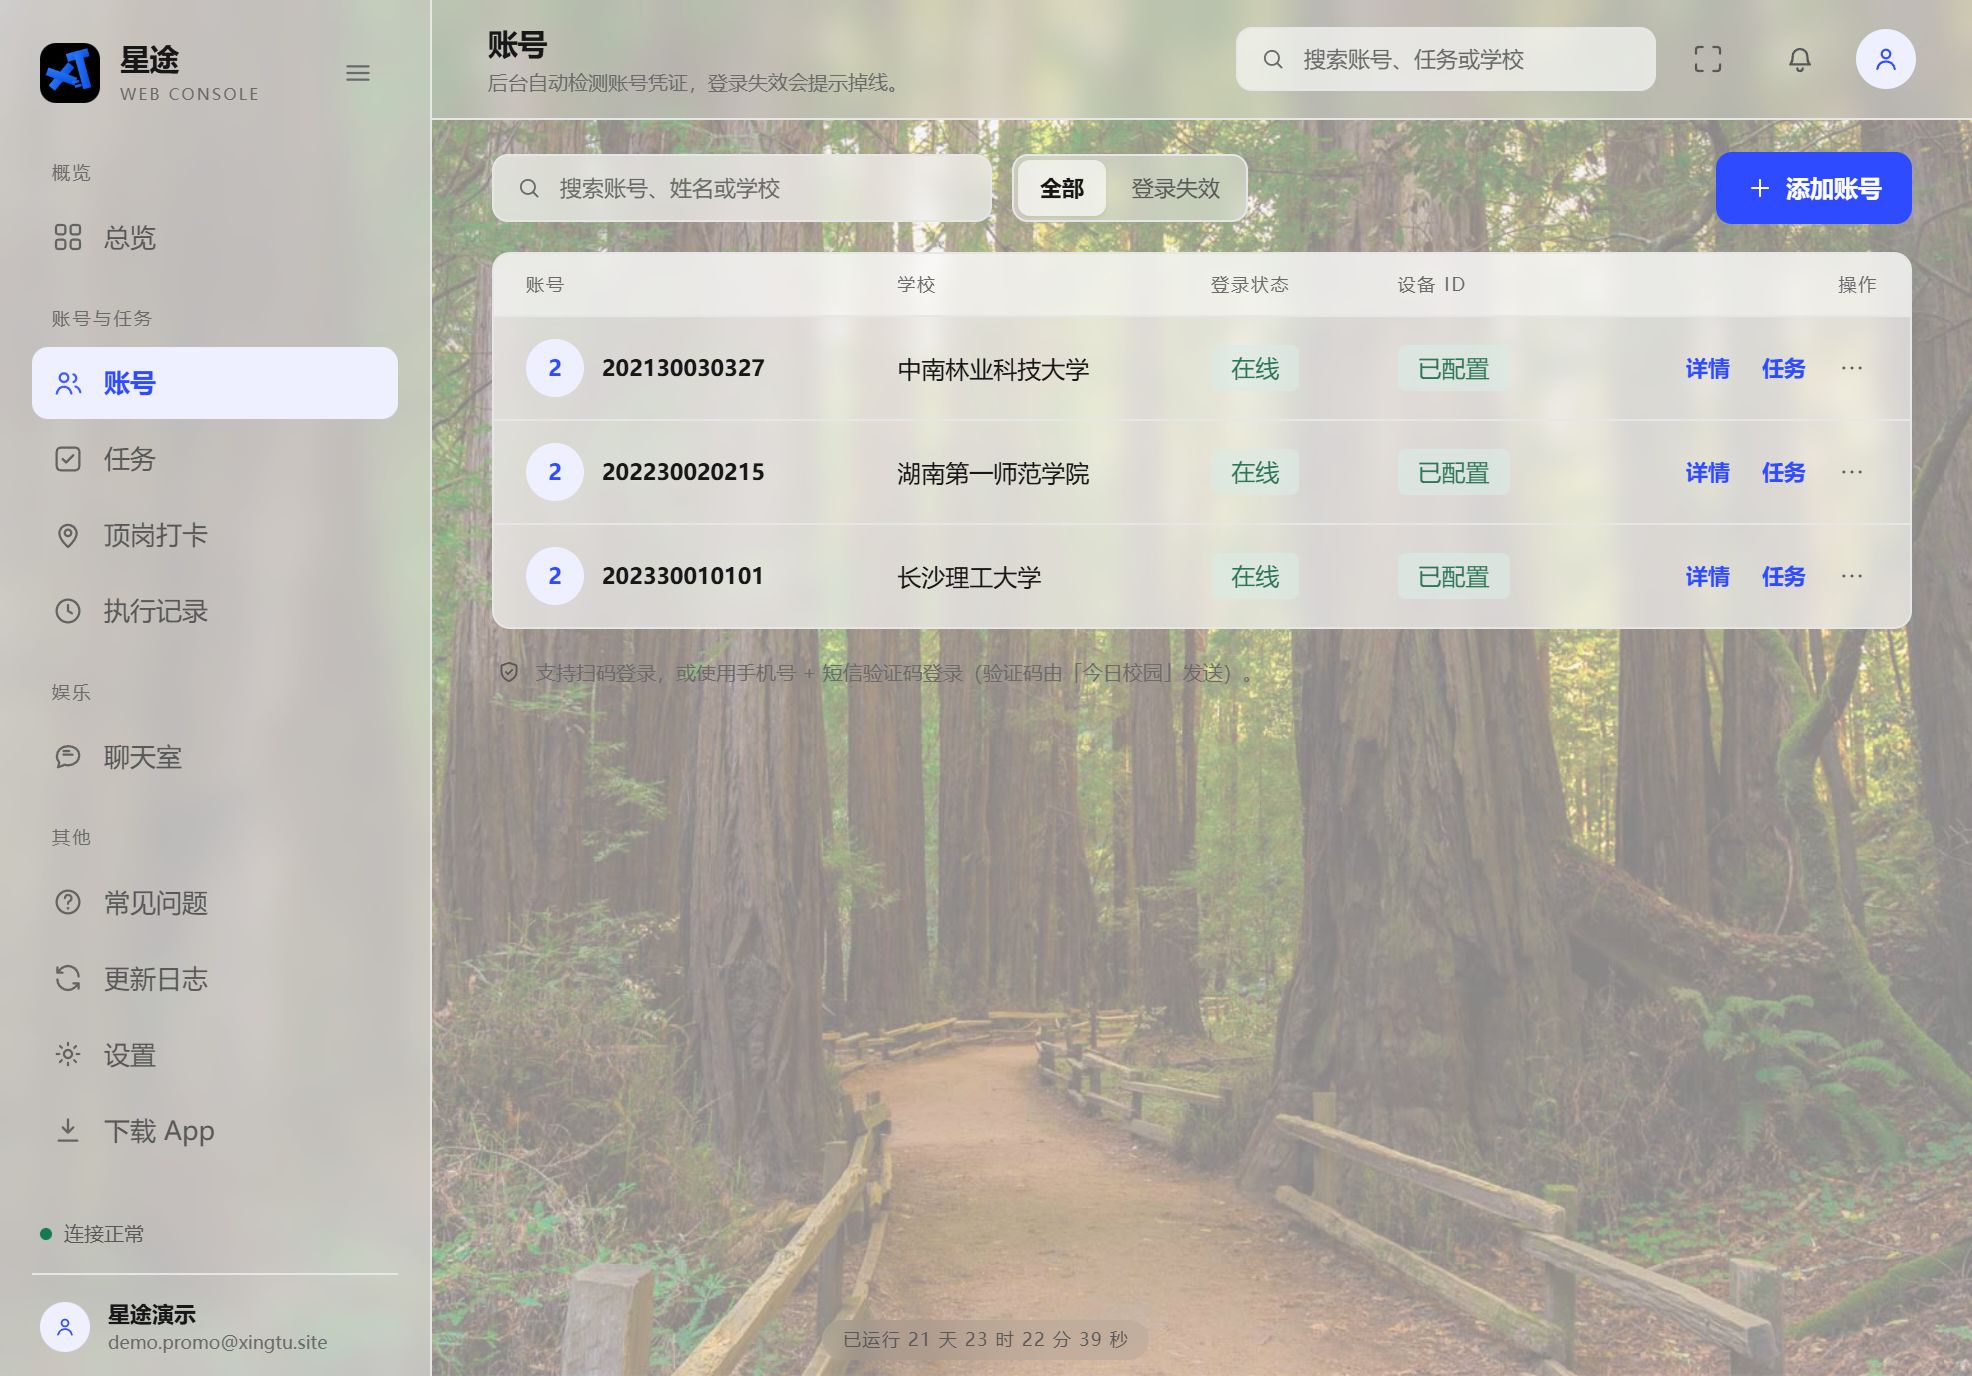 星途
WEB CONSOLE
概览
总览
账号与任务
账号
任务
顶岗打卡
执行记录
娱乐
聊天室
其他
常见问题
更新日志
设置
下载 App
连接正常
星途演示
demo.promo@xingtu.site
账号
后台自动检测账号凭证，登录失效会提示掉线。
搜索账号、任务或学校
搜索账号、姓名或学校
全部 登录失效
添加账号
账号 学校 登录状态 设备 ID 操作
2 202130030327 中南林业科技大学 在线 已配置 详情 任务 ···
2 202230020215 湖南第一师范学院 在线 已配置 详情 任务 ···
2 202330010101 长沙理工大学 在线 已配置 详情 任务 ···
支持扫码登录，或使用手机号 + 短信验证码登录（验证码由「今日校园」发送）。
已运行 21 天 23 时 22 分 39 秒